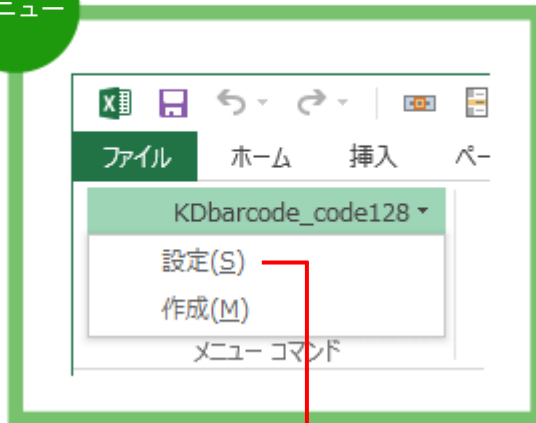 ニュー
ファイル ホーム 挿入 ペー
KDbarcode_code128
設定(S)
作成(M)
メニュー コマンド